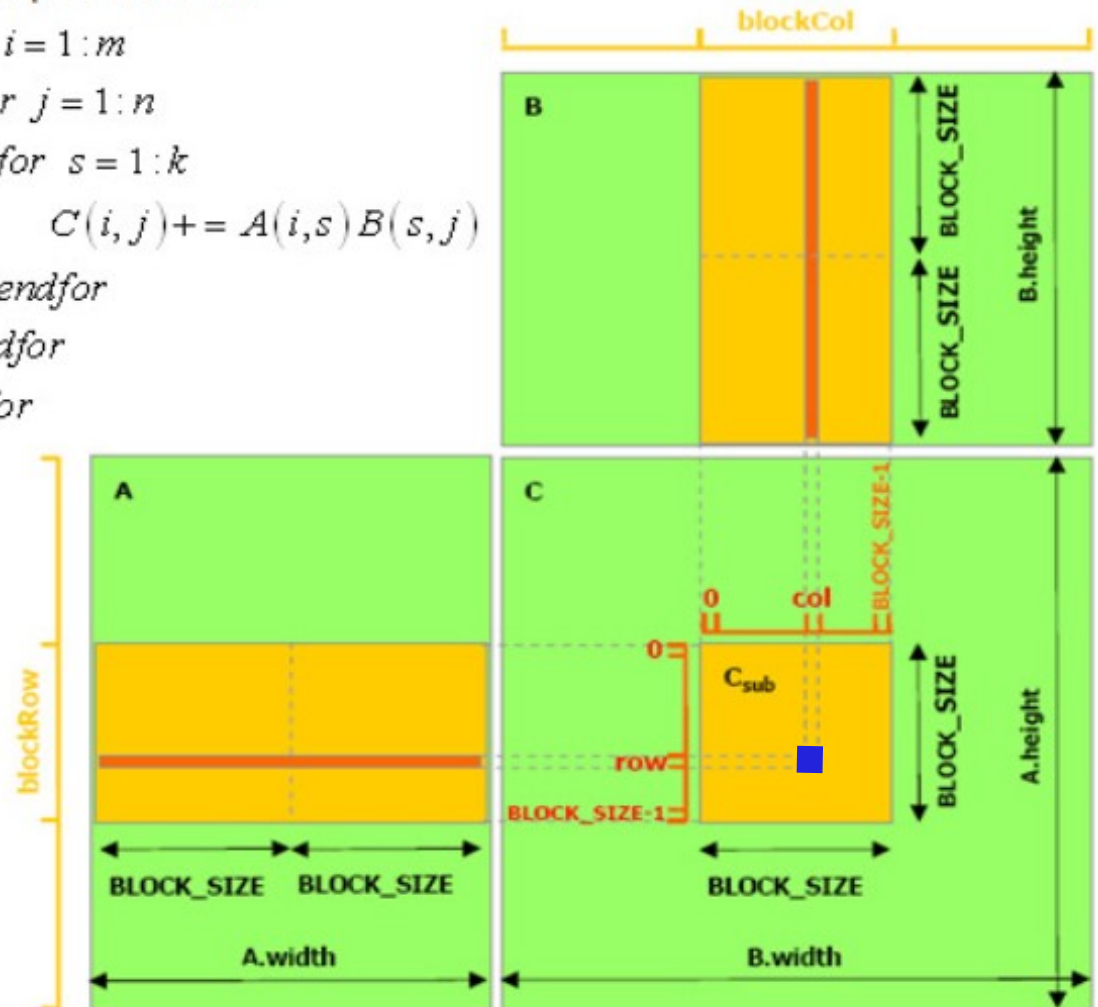 i = 1 : m
r j = 1 : n
for s = 1 : k
C(i, j)+= A(i,s)B(s,j)
endfor
dfor
or
blockCol
B
BLOCK_SIZE
BLOCK_SIZE
B.height
A
C
BLOCK_SIZE-1
0
col
0
C_sub
row
BLOCK_SIZE-1
BLOCK_SIZE
A.height
blockRow
BLOCK_SIZE
BLOCK_SIZE
BLOCK_SIZE
A.width
B.width